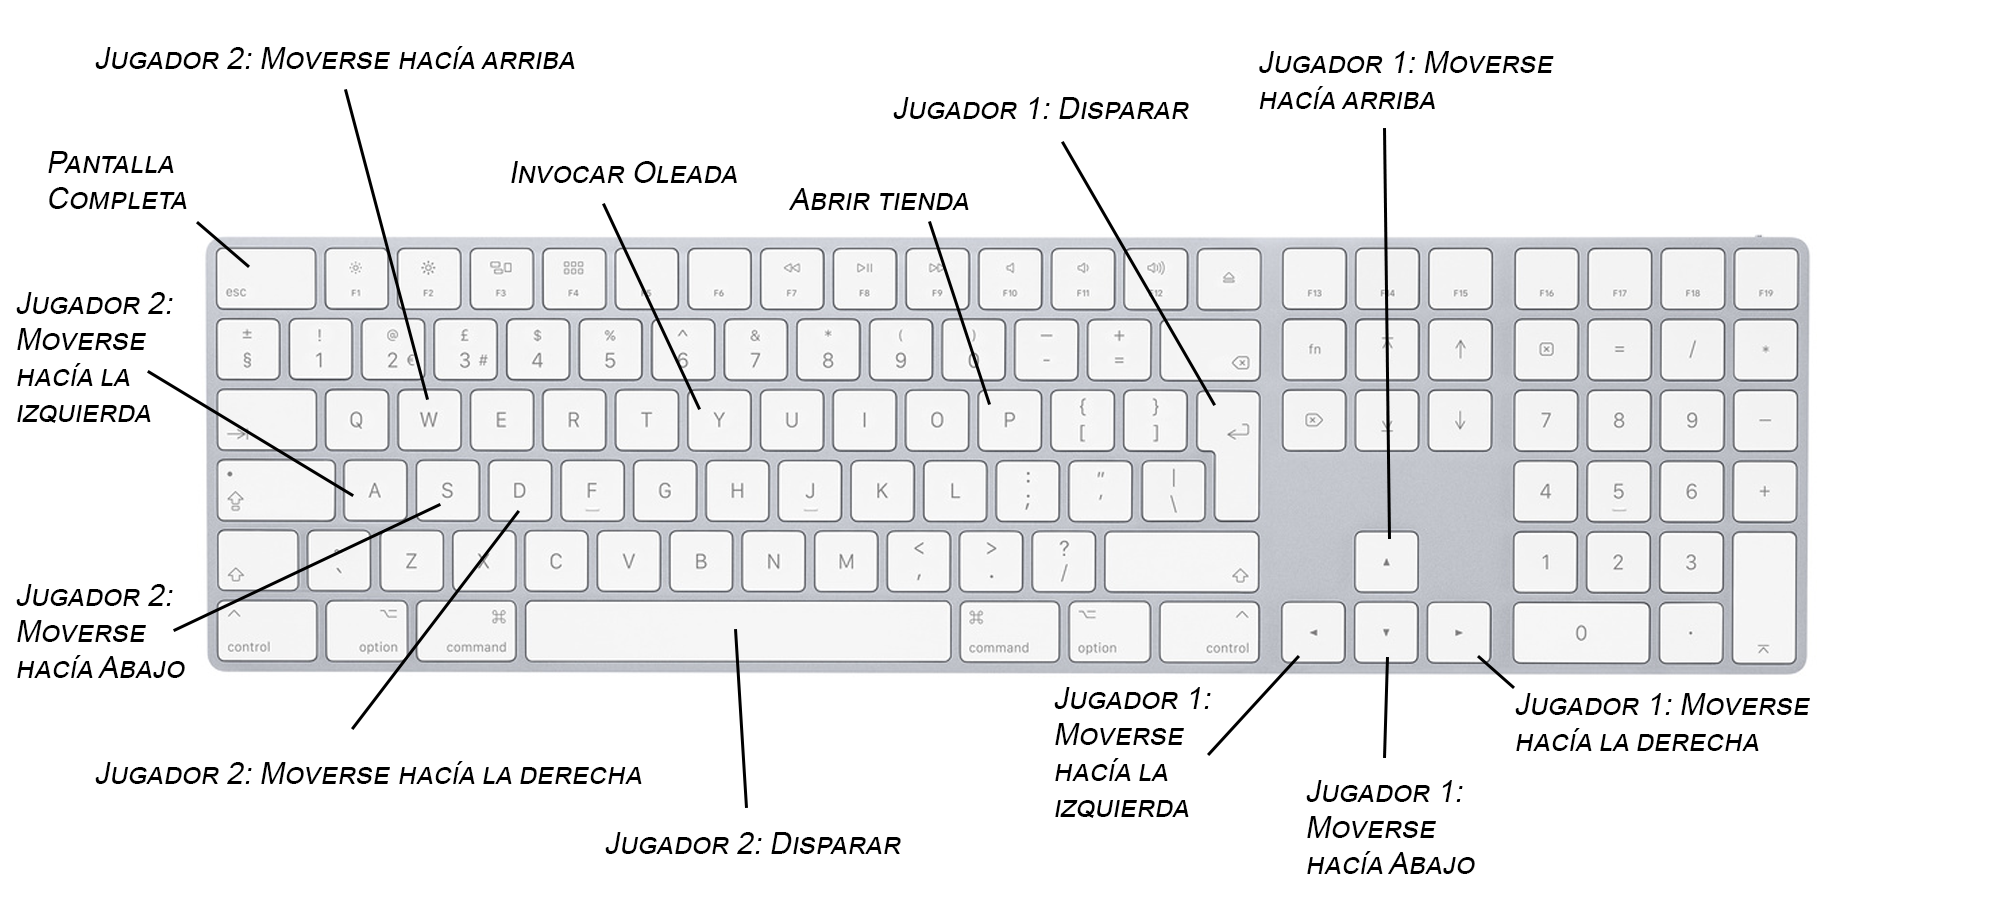 JUGADOR 2: MOVERSE HACÍA ARRIBA
JUGADOR 1: MOVERSE
HACÍA ARRIBA
JUGADOR 1: DISPARAR
PANTALLA
COMPLETA
INVOCAR OLEADA
ABRIR TIENDA
esc F1 F2 F3 F4 F5 F6 F7 F8 F9 F10 F11 F12 F13 F14 F15 F16 F17 F18 F19
JUGADOR 2:
MOVERSE
HACÍA LA
IZQUIERDA
± ! @ £ $ % ^ & * ( ) — +
§ 1 2 € 3 # 4 5 6 7 8 9 0 - = fn = / *
Q W E R T Y U I O P { [ } ] 7 8 9 −
A S D F G H J K L : ; " ' | \ 4 5 6 +
~ ` Z X C V B N M < , > . ? / 1 2 3
control option command command option control 0 .
JUGADOR 2:
MOVERSE
HACÍA ABAJO
JUGADOR 2: MOVERSE HACÍA LA DERECHA
JUGADOR 2: DISPARAR
JUGADOR 1:
MOVERSE
HACÍA LA
IZQUIERDA
JUGADOR 1:
MOVERSE
HACÍA ABAJO
JUGADOR 1: MOVERSE
HACÍA LA DERECHA